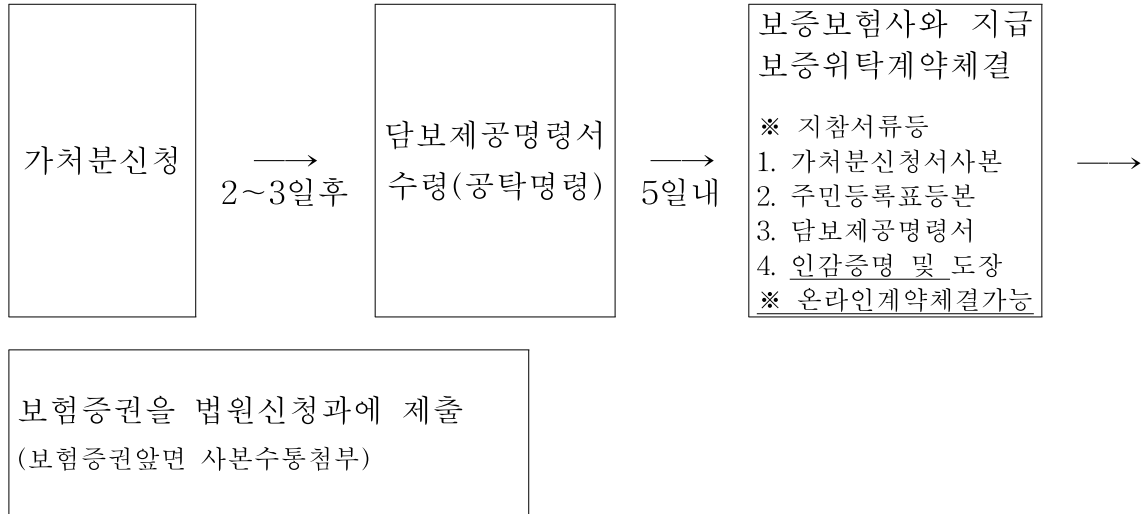 가처분신청
2~3일후
담보제공명령서
수령(공탁명령)
5일내
보증보험사와 지급
보증위탁계약체결
※ 지참서류등
1. 가처분신청서사본
2. 주민등록표등본
3. 담보제공명령서
4. 인감증명 및 도장
※ 온라인계약체결가능
보험증권을 법원신청과에 제출
(보험증권앞면 사본수통첨부)